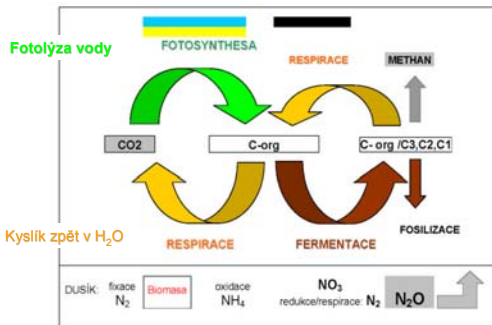 FOTOSYNTHESA
Fotolýza vody
RESPIRACE
METHAN
CO2
C-org
C- org /C3,C2,C1
Kyslík zpět v H₂O
RESPIRACE
FERMENTACE
FOSILIZACE
DUSÍK: fixace N₂
Biomasa
oxidace NH₄
NO₃
redukce/respirace: N₂
N₂O